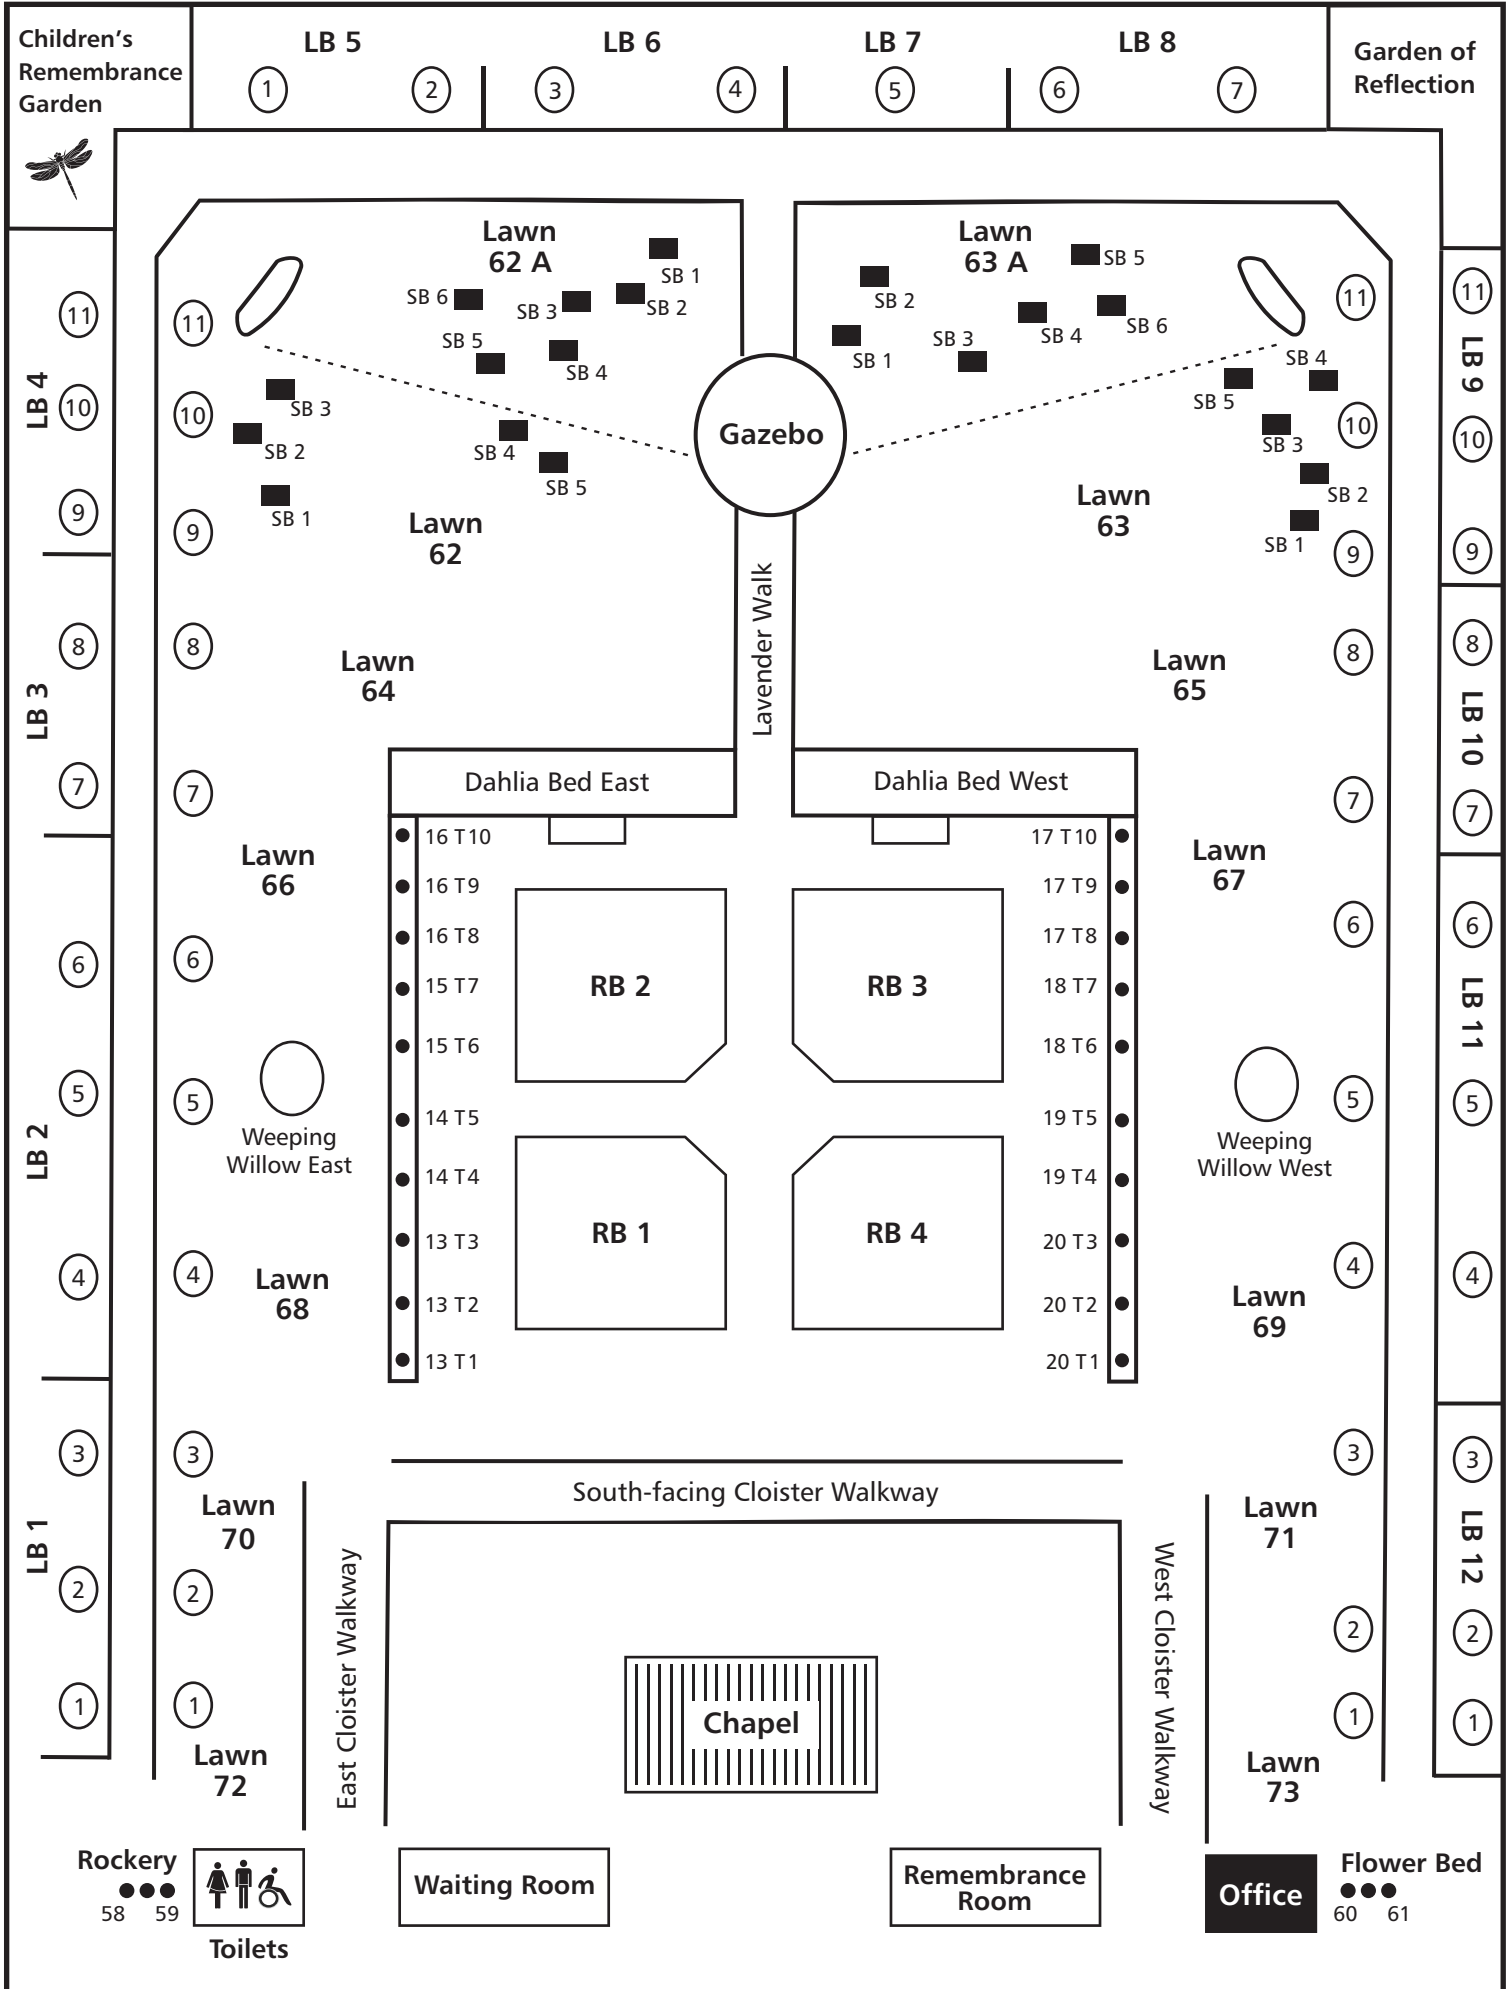 Children's
Remembrance
Garden
LB 5
LB 6
LB 7
LB 8
Garden of
Reflection
1
2
3
4
5
6
7
Lawn
62 A
SB 1
SB 2
SB 3
SB 6
SB 5
SB 4
Lawn
63 A
SB 5
SB 2
SB 4
SB 6
SB 1
SB 3
LB 4
11
10
9
11
10
9
SB 3
SB 2
SB 1
SB 4
SB 5
Lawn
62
Gazebo
SB 4
SB 5
SB 3
SB 2
SB 1
Lawn
63
11
10
9
11
10
9
LB 9
LB 3
8
7
8
7
Lawn
64
Lavender Walk
Lawn
65
8
7
8
7
LB 10
Dahlia Bed East
Dahlia Bed West
Lawn
66
Lawn
67
16 T10
16 T9
16 T8
15 T7
15 T6
14 T5
14 T4
13 T3
13 T2
13 T1
RB 2
RB 3
RB 1
RB 4
17 T10
17 T9
17 T8
18 T7
18 T6
19 T5
19 T4
20 T3
20 T2
20 T1
LB 2
6
5
4
6
5
4
Weeping
Willow East
Weeping
Willow West
6
5
4
6
5
4
LB 11
Lawn
68
Lawn
69
LB 1
3
2
1
3
2
1
Lawn
70
Lawn
72
South-facing Cloister Walkway
East Cloister Walkway
Chapel
West Cloister Walkway
Lawn
71
Lawn
73
3
2
1
3
2
1
LB 12
Rockery
58 59
Toilets
Waiting Room
Remembrance
Room
Office
Flower Bed
60 61